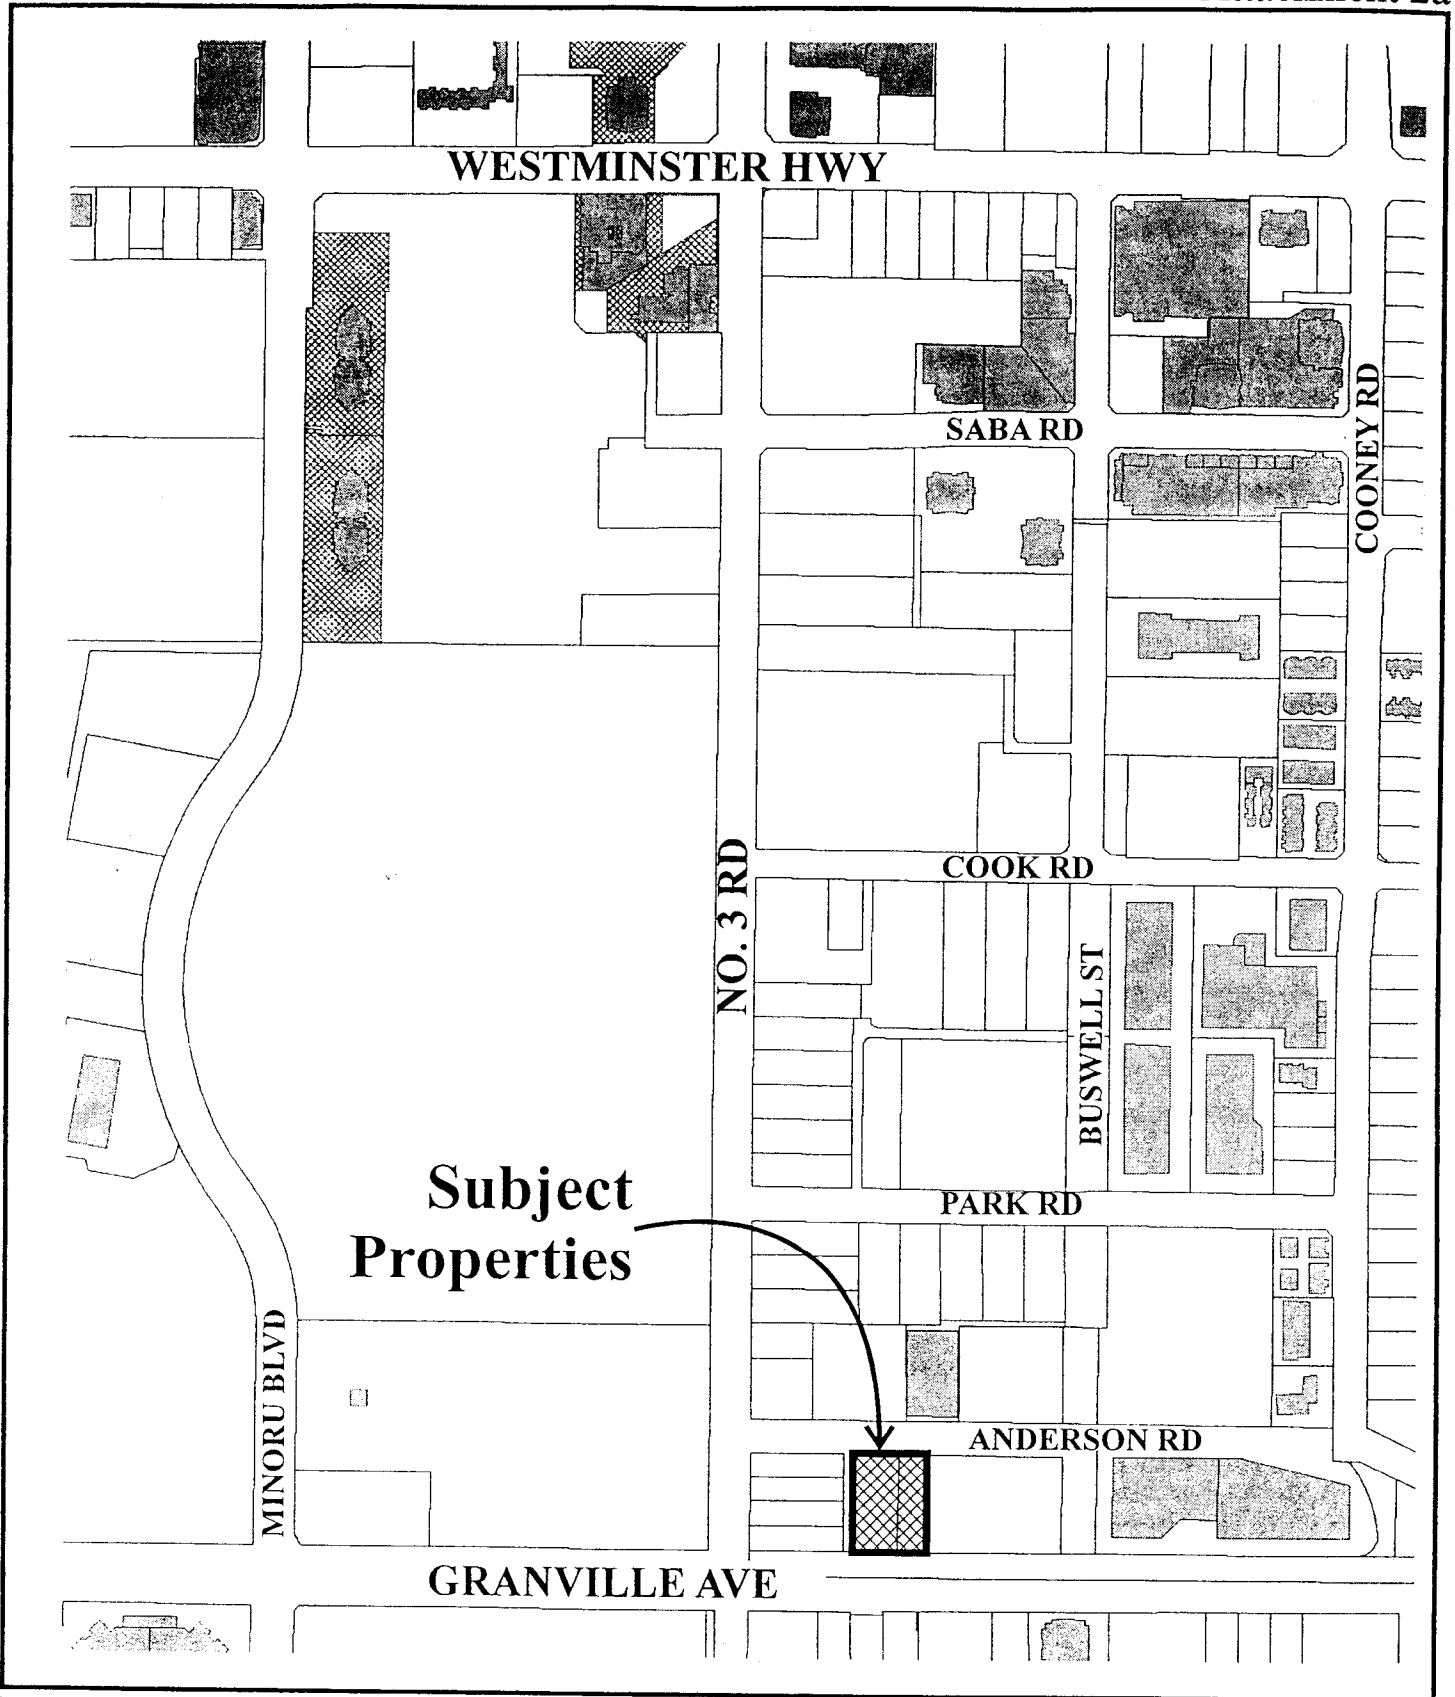 WESTMINSTER HWY
SABA RD
COONEY RD
COOK RD
NO. 3 RD
BUSWELL ST
PARK RD
Subject
Properties
MINORU BLVD
ANDERSON RD
GRANVILLE AVE